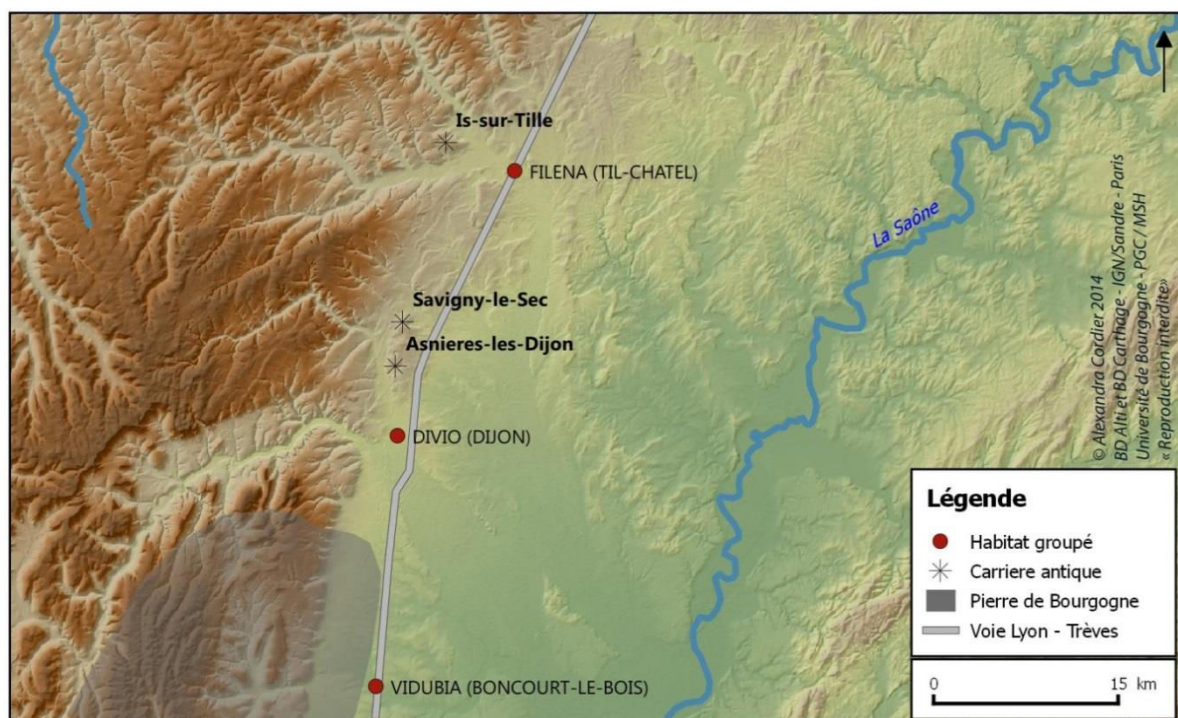 Is-sur-Tille
FILENA (TIL-CHATEL)
La Saône
Savigny-le-Sec
Asnieres-les-Dijon
DIVIO (DIJON)
VIDUBIA (BONCOURT-LE-BOIS)
© Alexandra Cordier 2014
BD Alti et BD Carthage - IGN/Sandre - Paris
Université de Bourgogne - PGC / MSH
« Reproduction interdite»
Légende
Habitat groupé
Carriere antique
Pierre de Bourgogne
Voie Lyon - Trèves
0 15 km